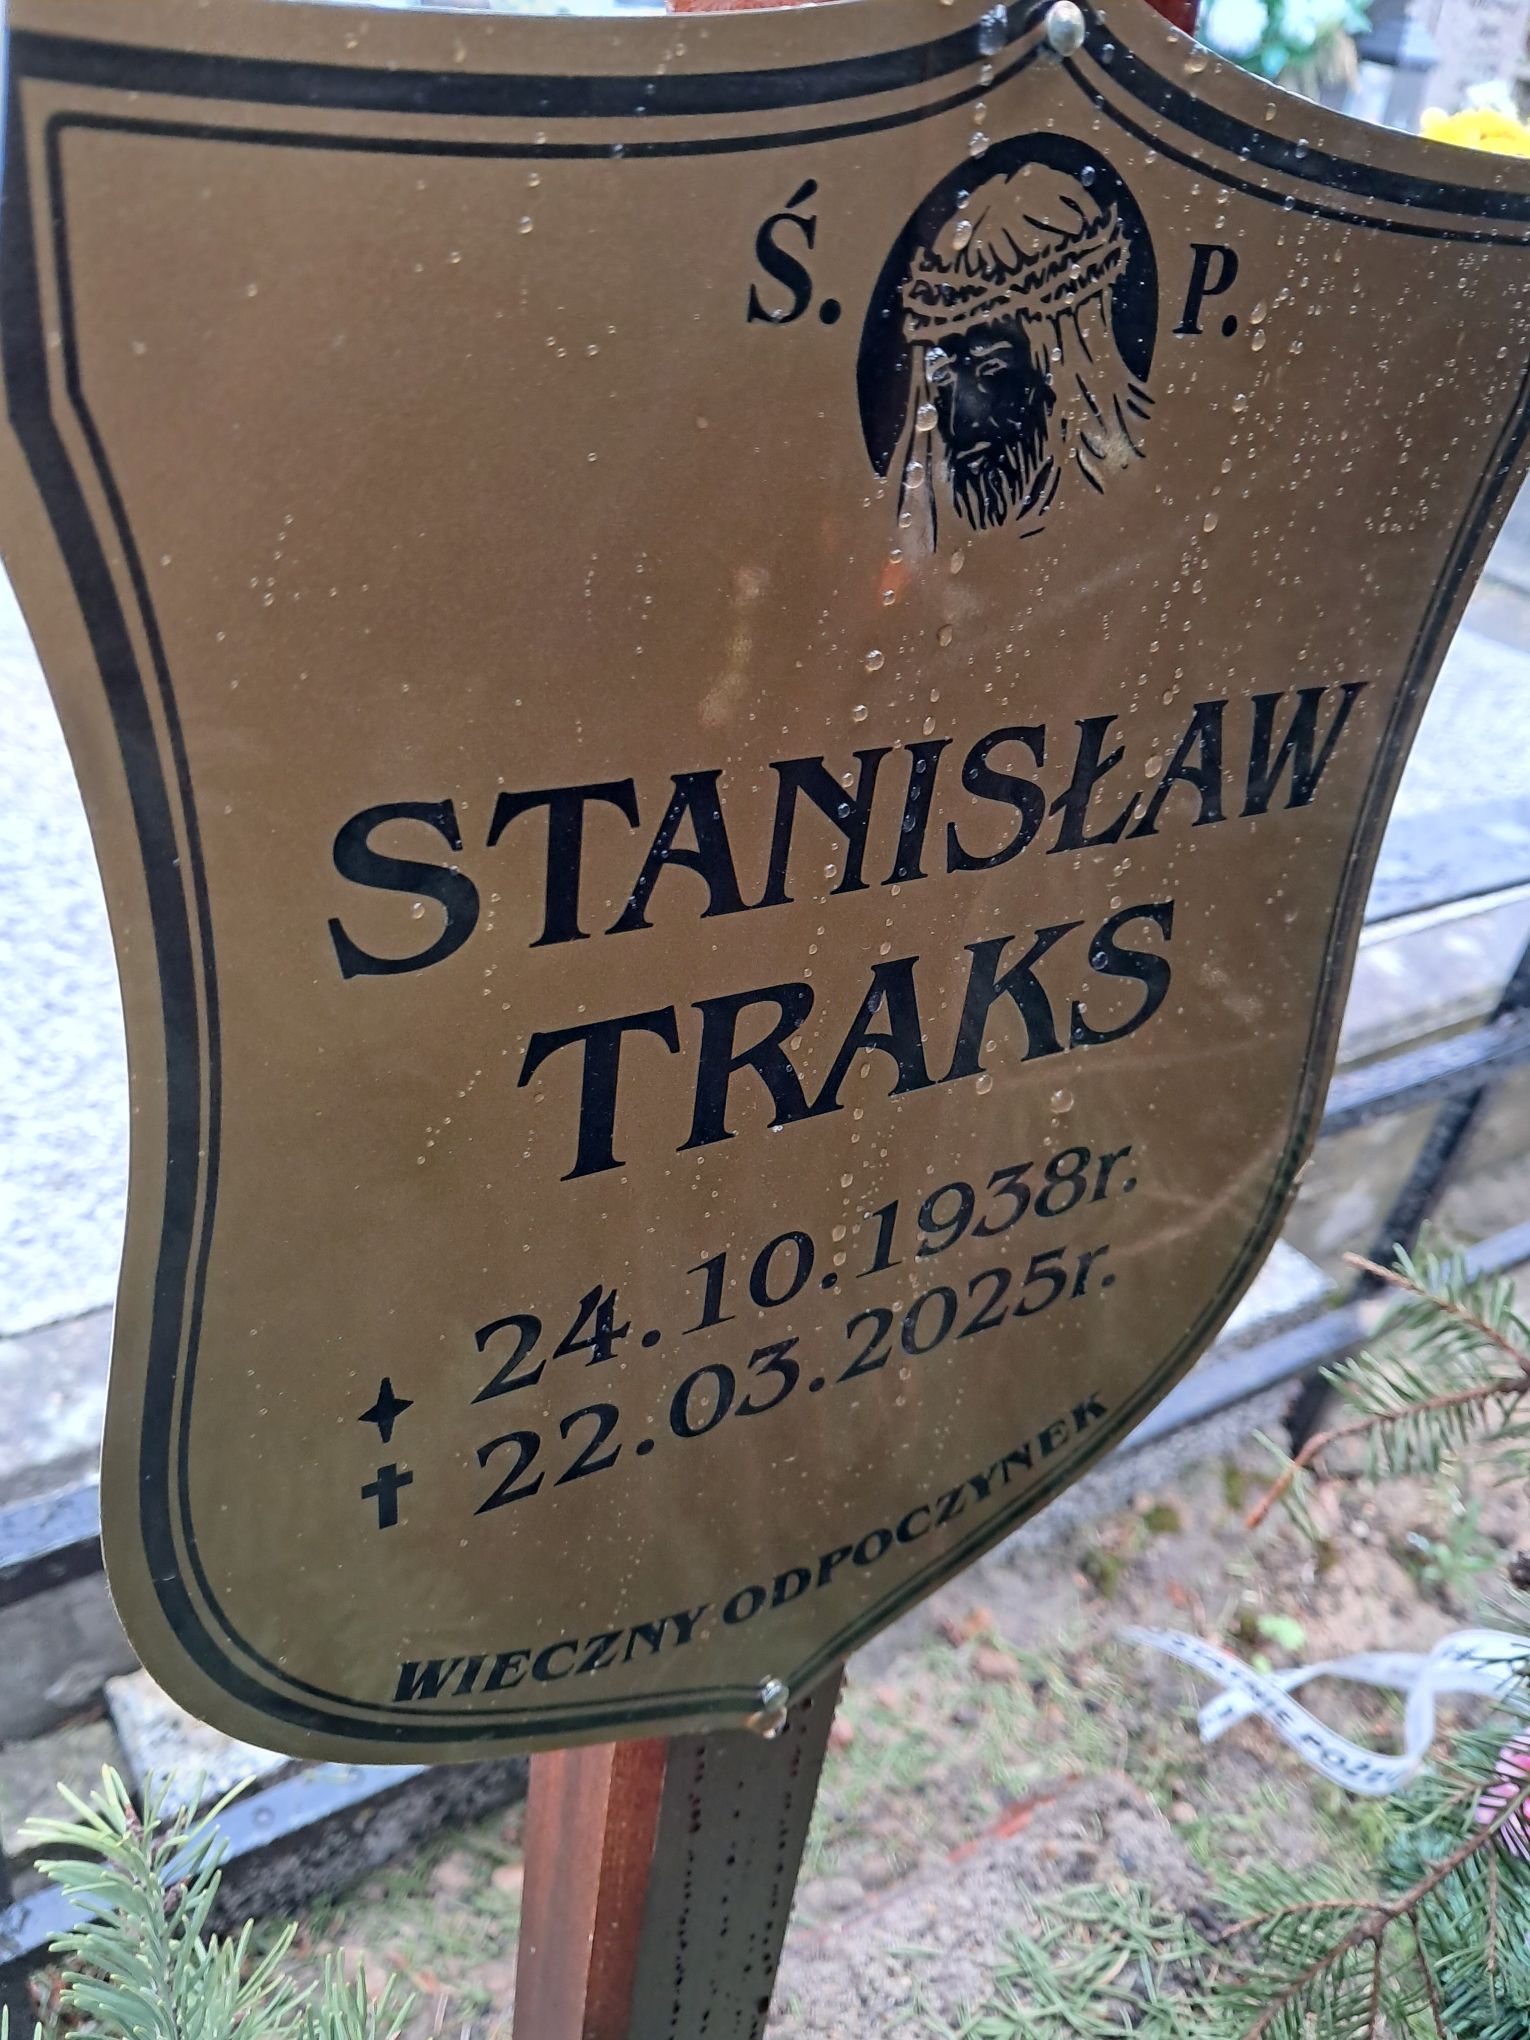 Ś. P.
STANISŁAW
TRAKS
24.10.1938r.
✝ 22.03.2025r.
WIECZNY ODPOCZYNEK